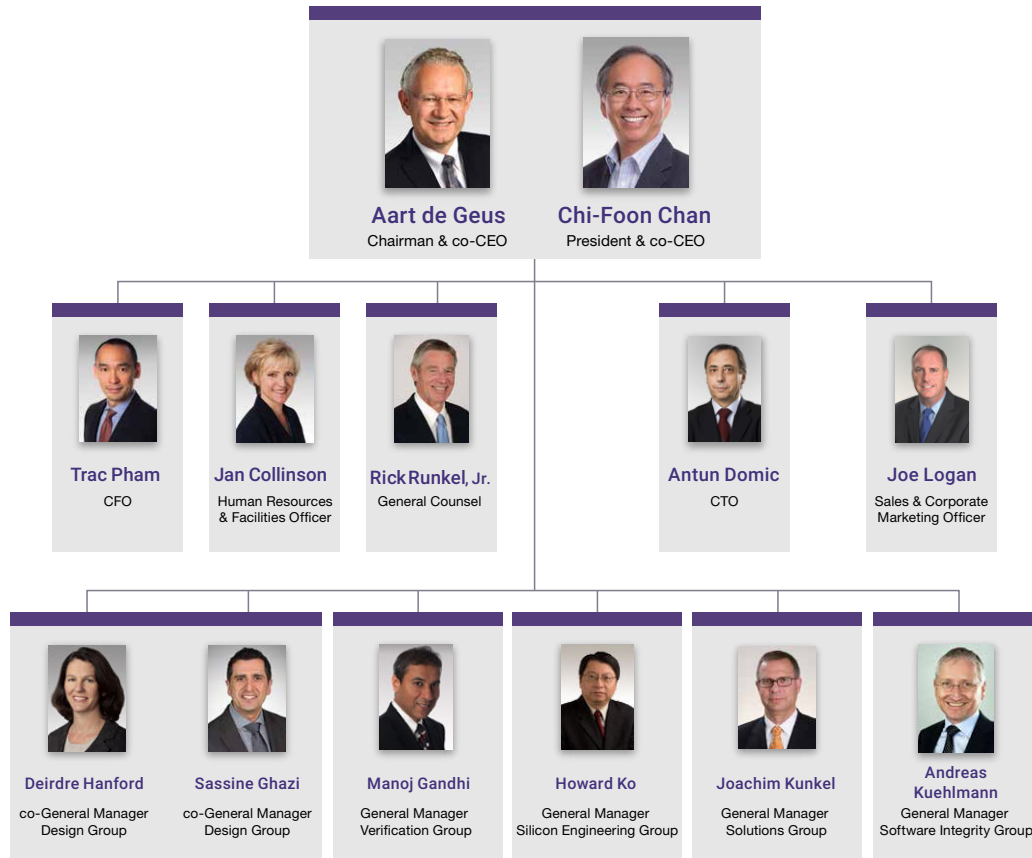 Aart de Geus
Chairman & co-CEO
Chi-Foon Chan
President & co-CEO
Trac Pham
CFO
Jan Collinson
Human Resources
& Facilities Officer
Rick Runkel, Jr.
General Counsel
Antun Domic
CTO
Joe Logan
Sales & Corporate
Marketing Officer
Deirdre Hanford
co-General Manager
Design Group
Sassine Ghazi
co-General Manager
Design Group
Manoj Gandhi
General Manager
Verification Group
Howard Ko
General Manager
Silicon Engineering Group
Joachim Kunkel
General Manager
Solutions Group
Andreas
Kuehlmann
General Manager
Software Integrity Group